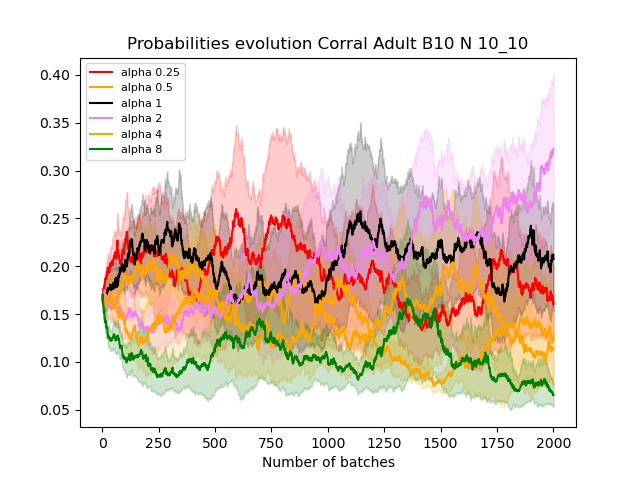 Probabilities evolution Corral Adult B10 N 10_10
0.40
0.35
0.30
0.25
0.20
0.15
0.10
0.05
alpha 0.25
alpha 0.5
alpha 1
alpha 2
alpha 4
alpha 8
0 250 500 750 1000 1250 1500 1750 2000
Number of batches